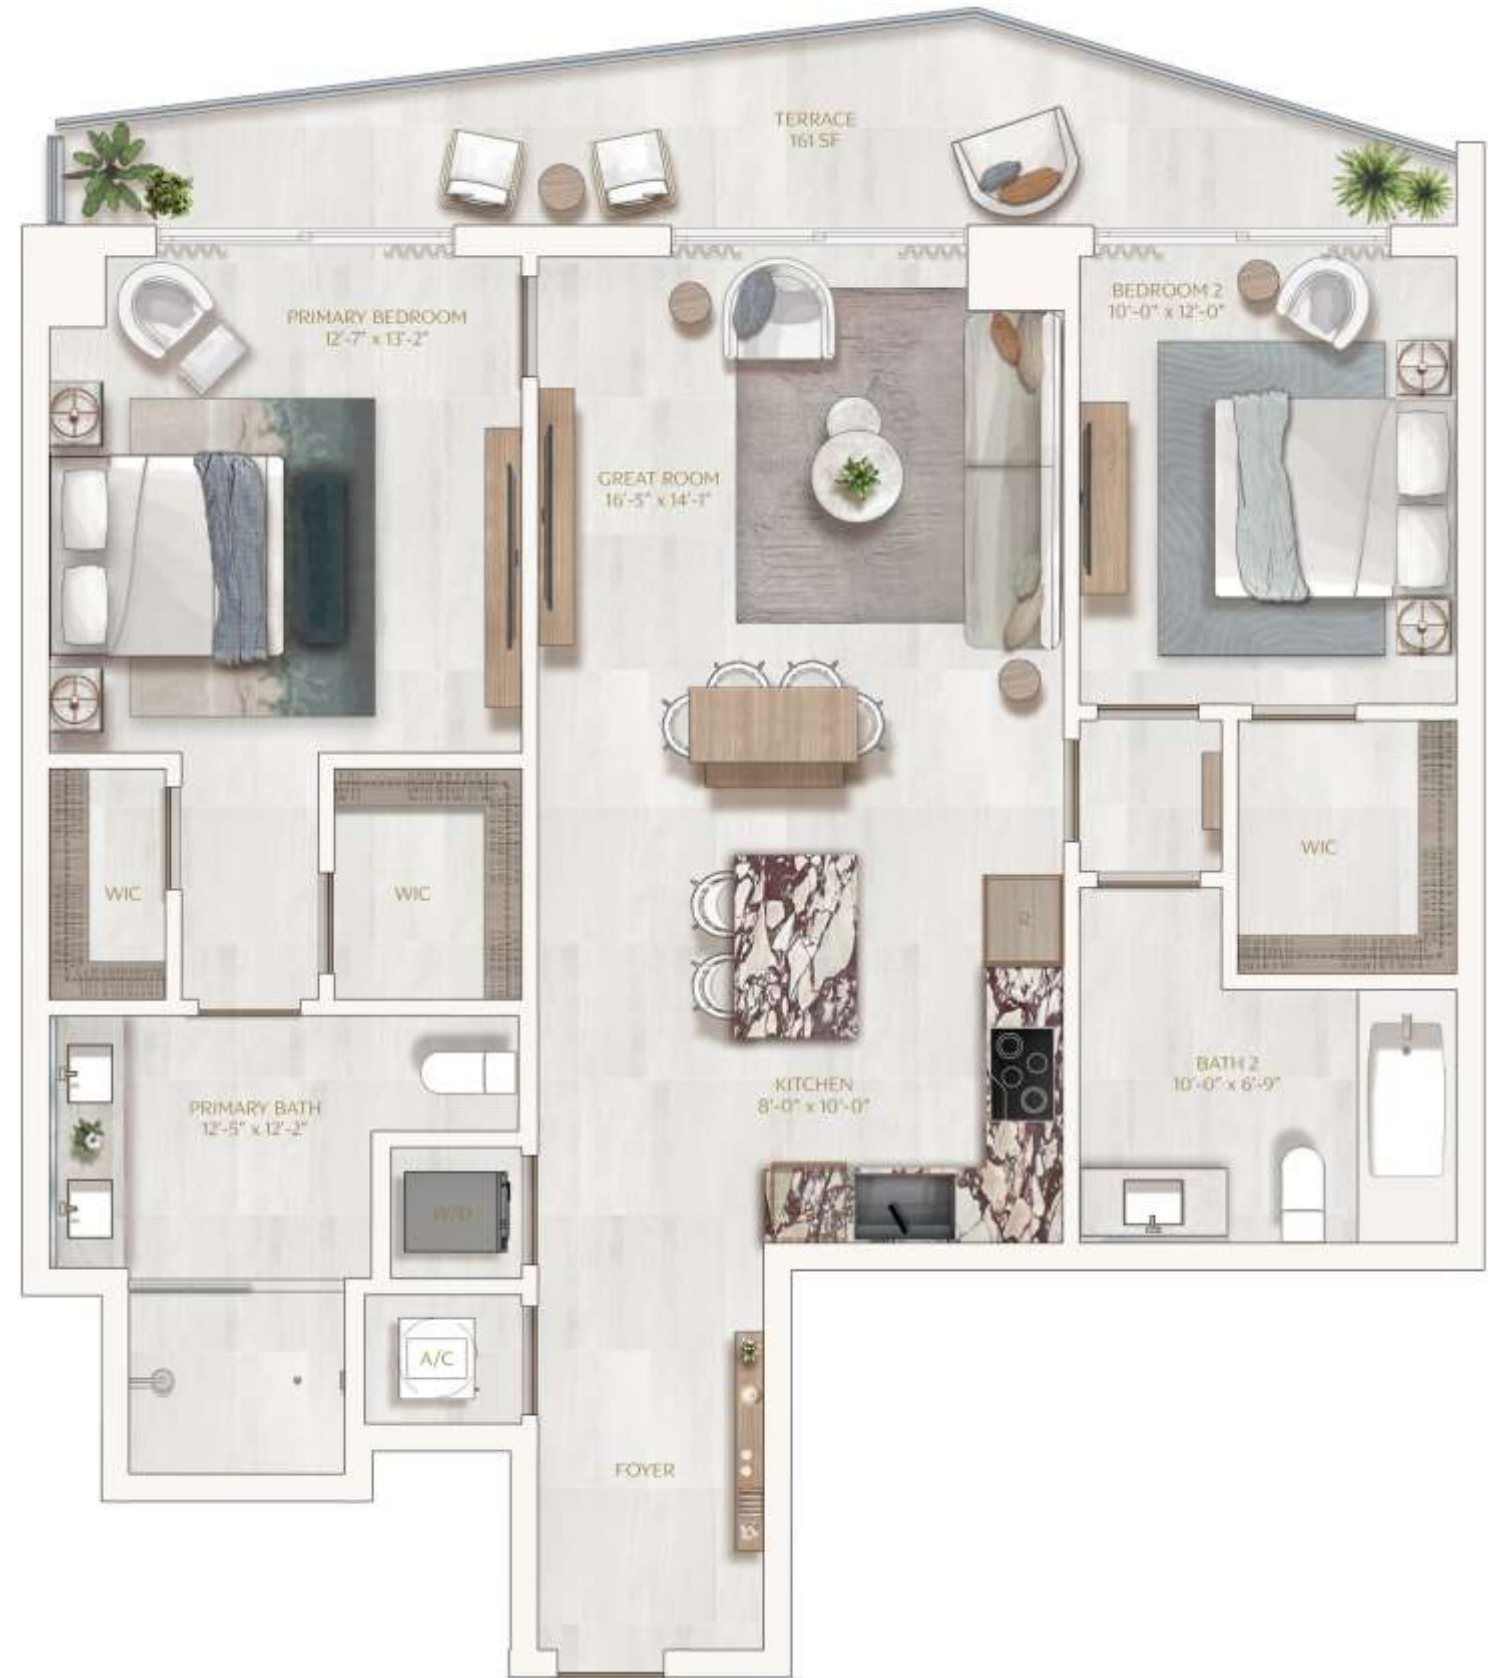 TERRACE
161 SF
PRIMARY BEDROOM
12'-7" x 13'-2"
BEDROOM 2
10'-0" x 12'-0"
GREAT ROOM
16'-5" x 14'-1"
WIC
WIC
WIC
R
KITCHEN
8'-0" x 10'-0"
BATH 2
10'-0" x 6'-9"
PRIMARY BATH
12'-5" x 12'-2"
W/D
A/C
FOYER